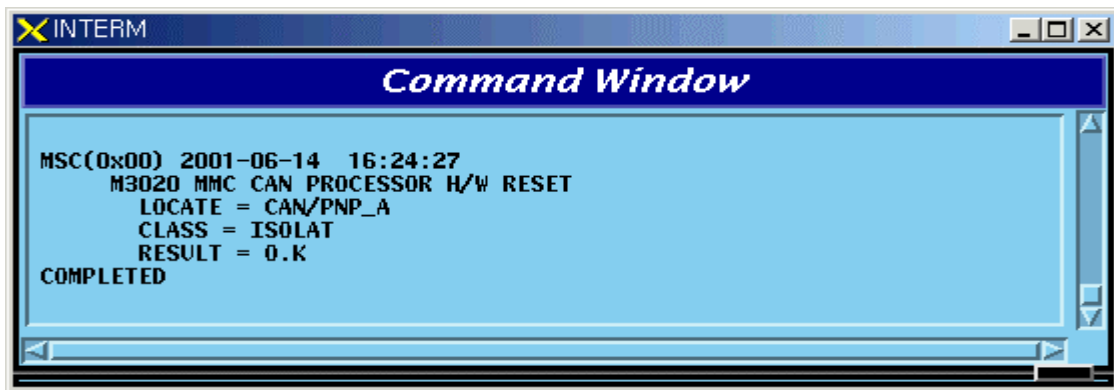 INTERM
Command Window
MSC(0x00) 2001-06-14 16:24:27
M3020 MMC CAN PROCESSOR H/W RESET
LOCATE = CAN/PNP_A
CLASS = ISOLAT
RESULT = O.K
COMPLETED